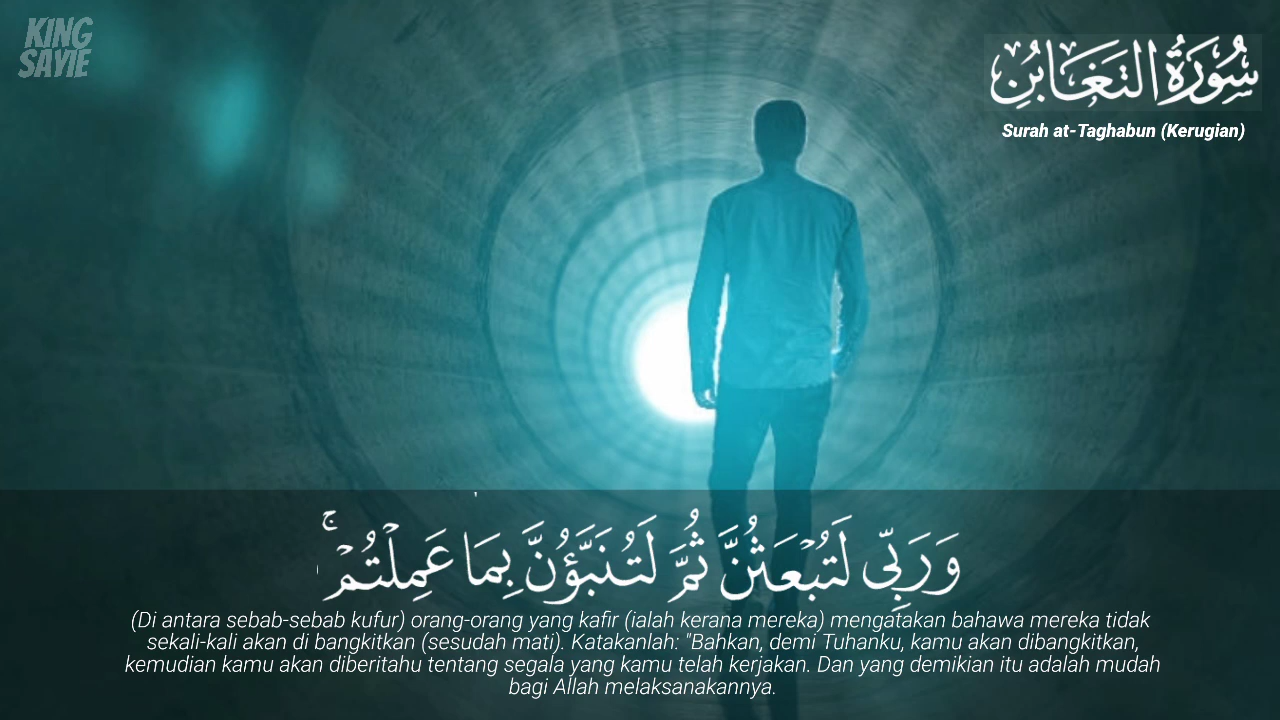 KING
SAYIE
سُورَةُ التَّغَابُنِ
Surah at-Taghabun (Kerugian)
وَرَبِّي لَتُبْعَثُنَّ ثُمَّ لَتُنَبَّؤُنَّ بِمَا عَمِلْتُمْ ۚ
(Di antara sebab-sebab kufur) orang-orang yang kafir (ialah kerana mereka) mengatakan bahawa mereka tidak
sekali-kali akan di bangkitkan (sesudah mati). Katakanlah: "Bahkan, demi Tuhanku, kamu akan dibangkitkan,
kemudian kamu akan diberitahu tentang segala yang kamu telah kerjakan. Dan yang demikian itu adalah mudah
bagi Allah melaksanakannya.